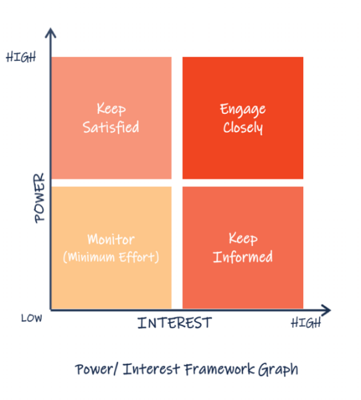 HIGH
Keep
Satisfied
Engage
Closely
POWER
Monitor
(Minimum Effort)
Keep
Informed
LOW
INTEREST
HIGH
Power/ Interest Framework Graph